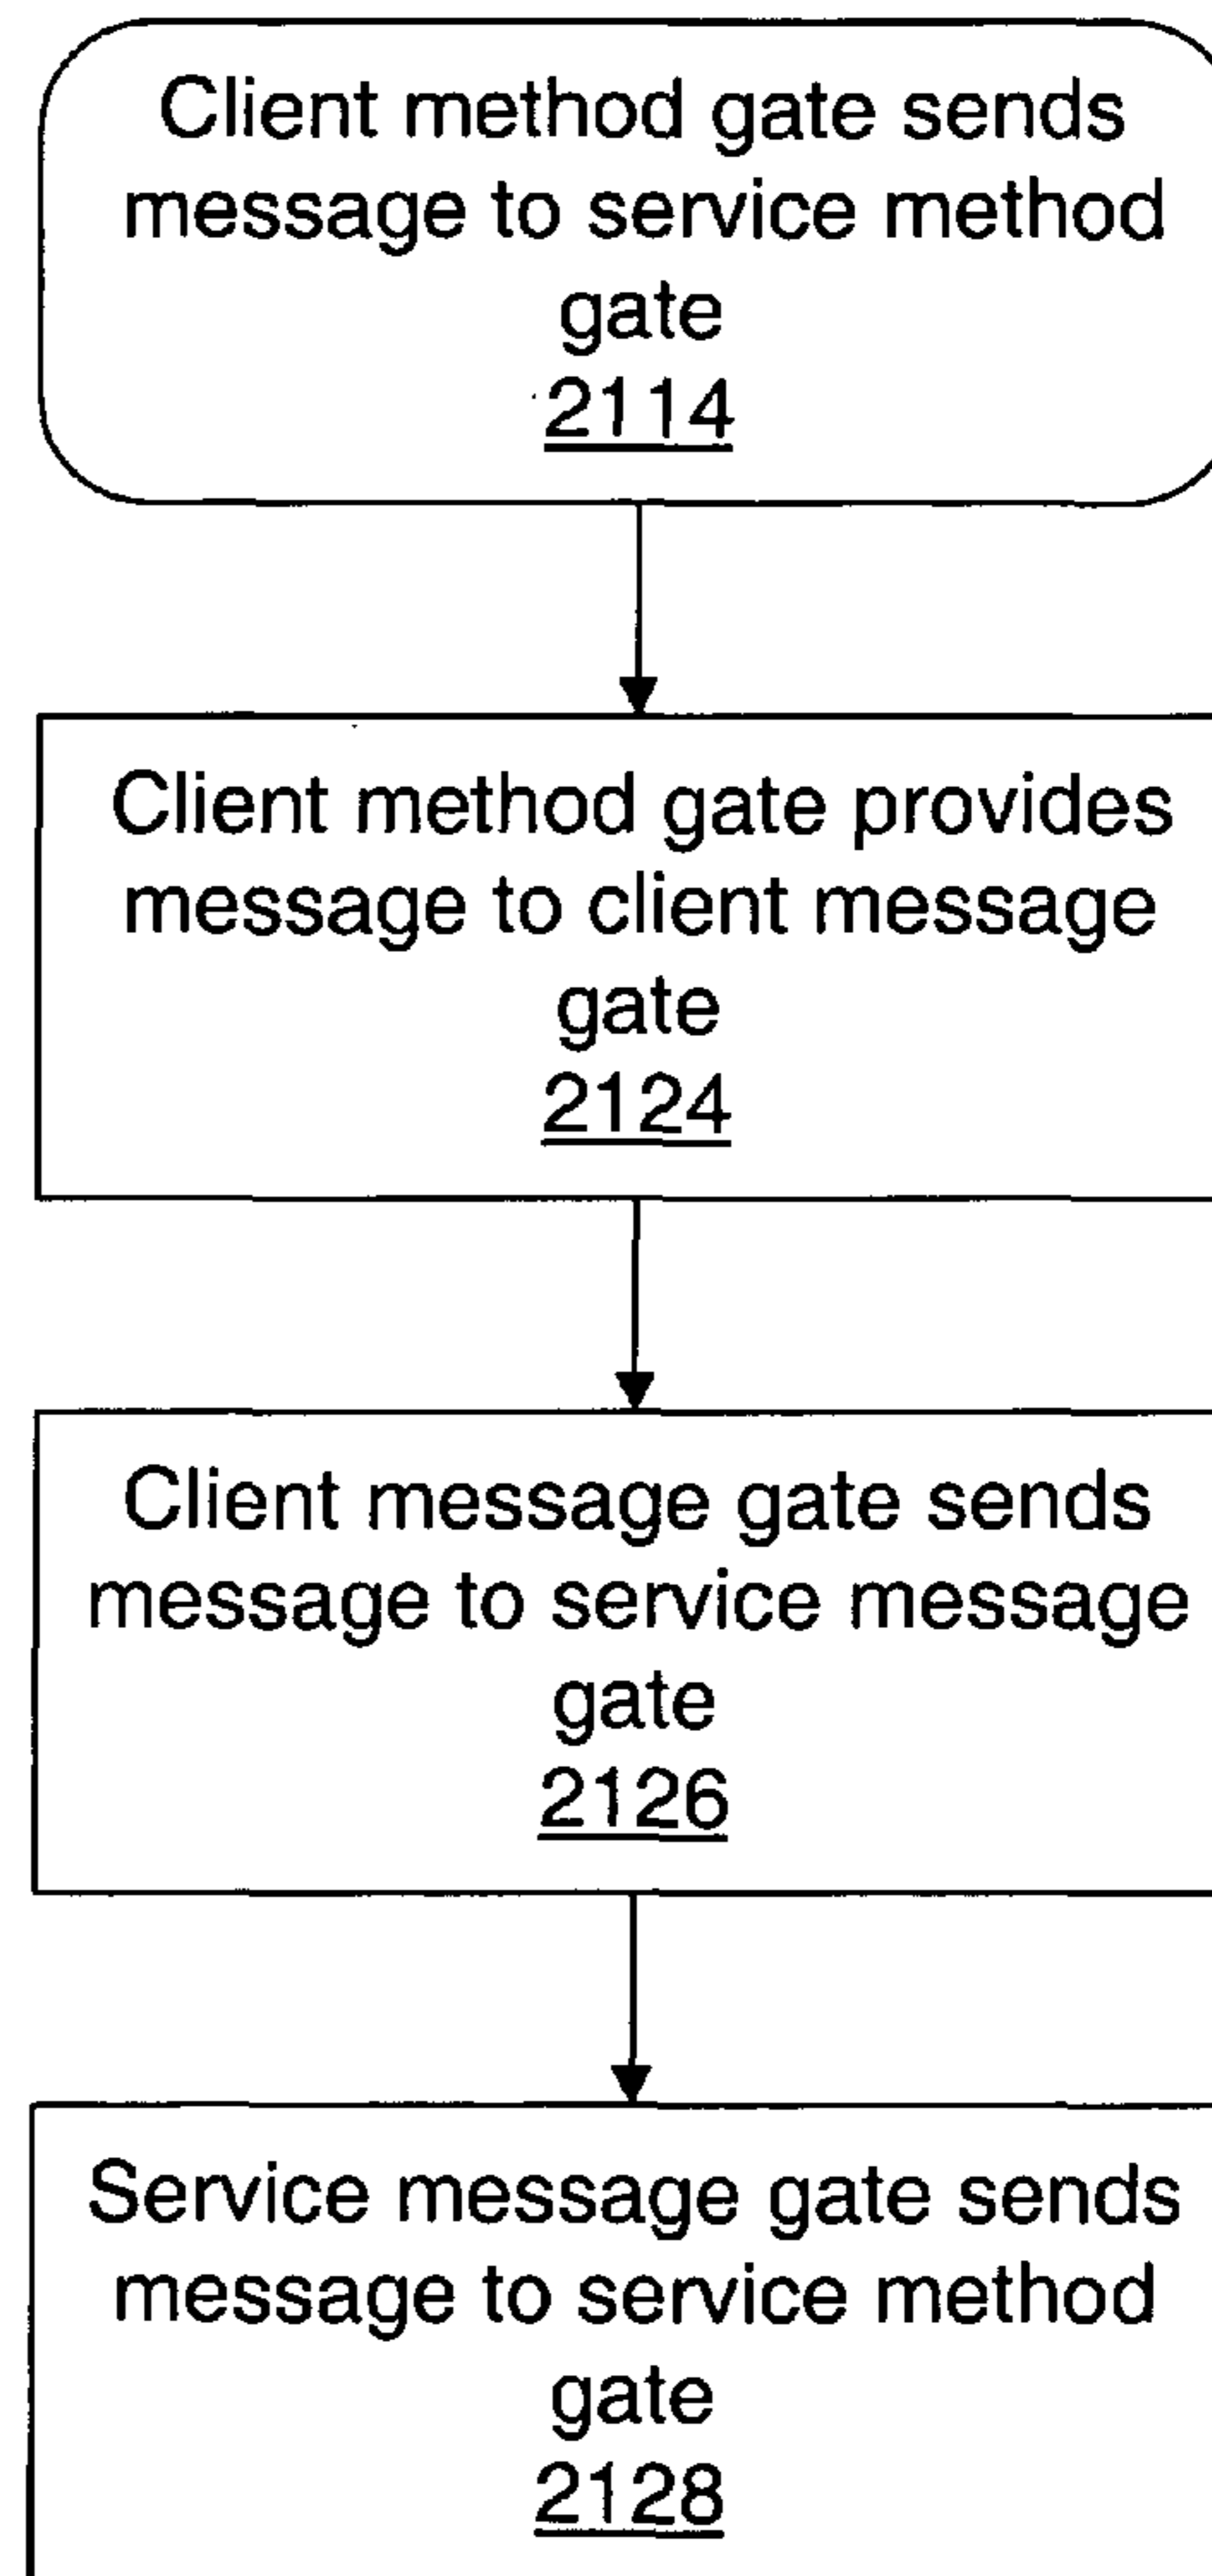 Client method gate sends
message to service method
gate
2114
Client method gate provides
message to client message
gate
2124
Client message gate sends
message to service message
gate
2126
Service message gate sends
message to service method
gate
2128